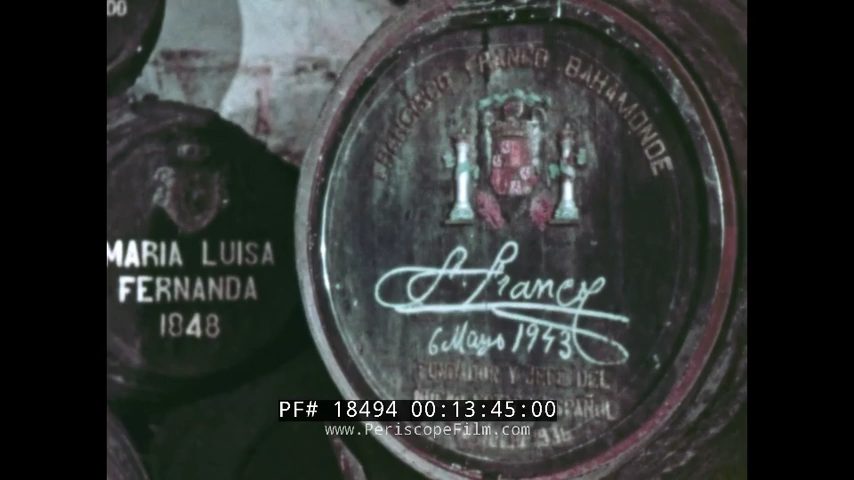 00
MARIA LUISA
FERNANDA
1848
FRANCISCO FRANCO BAHAMONDE
F. Franco
6 Mayo 1943
FUNDADOR Y JEFE DEL
PF# 18494 00:13:45:00
www.PeriscopeFilm.com